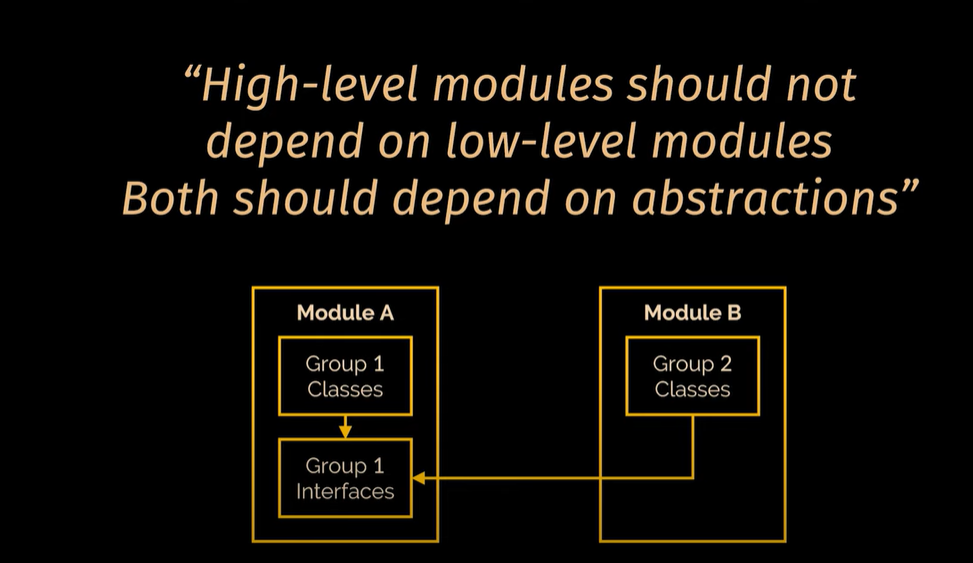 “High-level modules should not
depend on low-level modules
Both should depend on abstractions”
Module A
Group 1
Classes
Group 1
Interfaces
Module B
Group 2
Classes